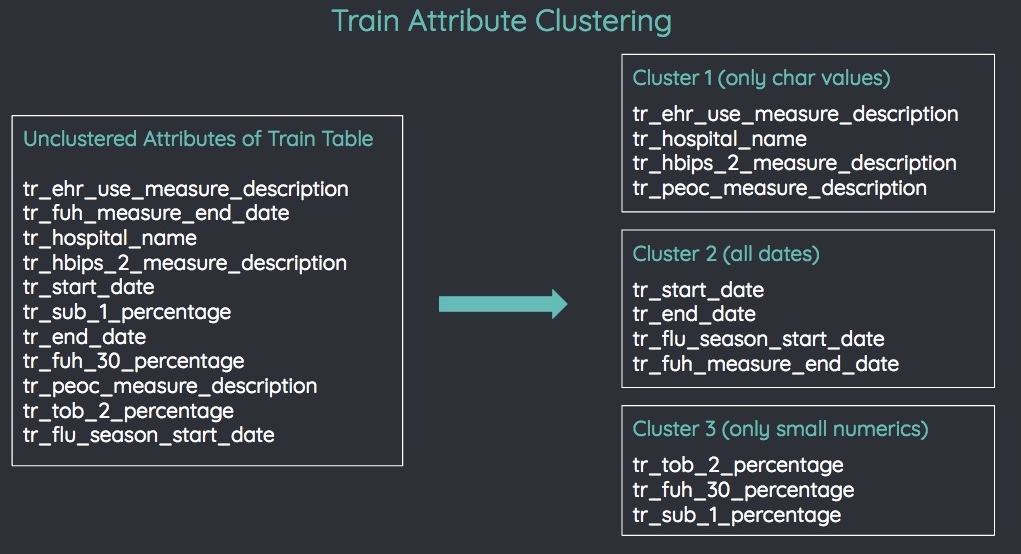 Train Attribute Clustering
Unclustered Attributes of Train Table
tr_ehr_use_measure_description
tr_fuh_measure_end_date
tr_hospital_name
tr_hbips_2_measure_description
tr_start_date
tr_sub_1_percentage
tr_end_date
tr_fuh_30_percentage
tr_peoc_measure_description
tr_tob_2_percentage
tr_flu_season_start_date
Cluster 1 (only char values)
tr_ehr_use_measure_description
tr_hospital_name
tr_hbips_2_measure_description
tr_peoc_measure_description
Cluster 2 (all dates)
tr_start_date
tr_end_date
tr_flu_season_start_date
tr_fuh_measure_end_date
Cluster 3 (only small numerics)
tr_tob_2_percentage
tr_fuh_30_percentage
tr_sub_1_percentage